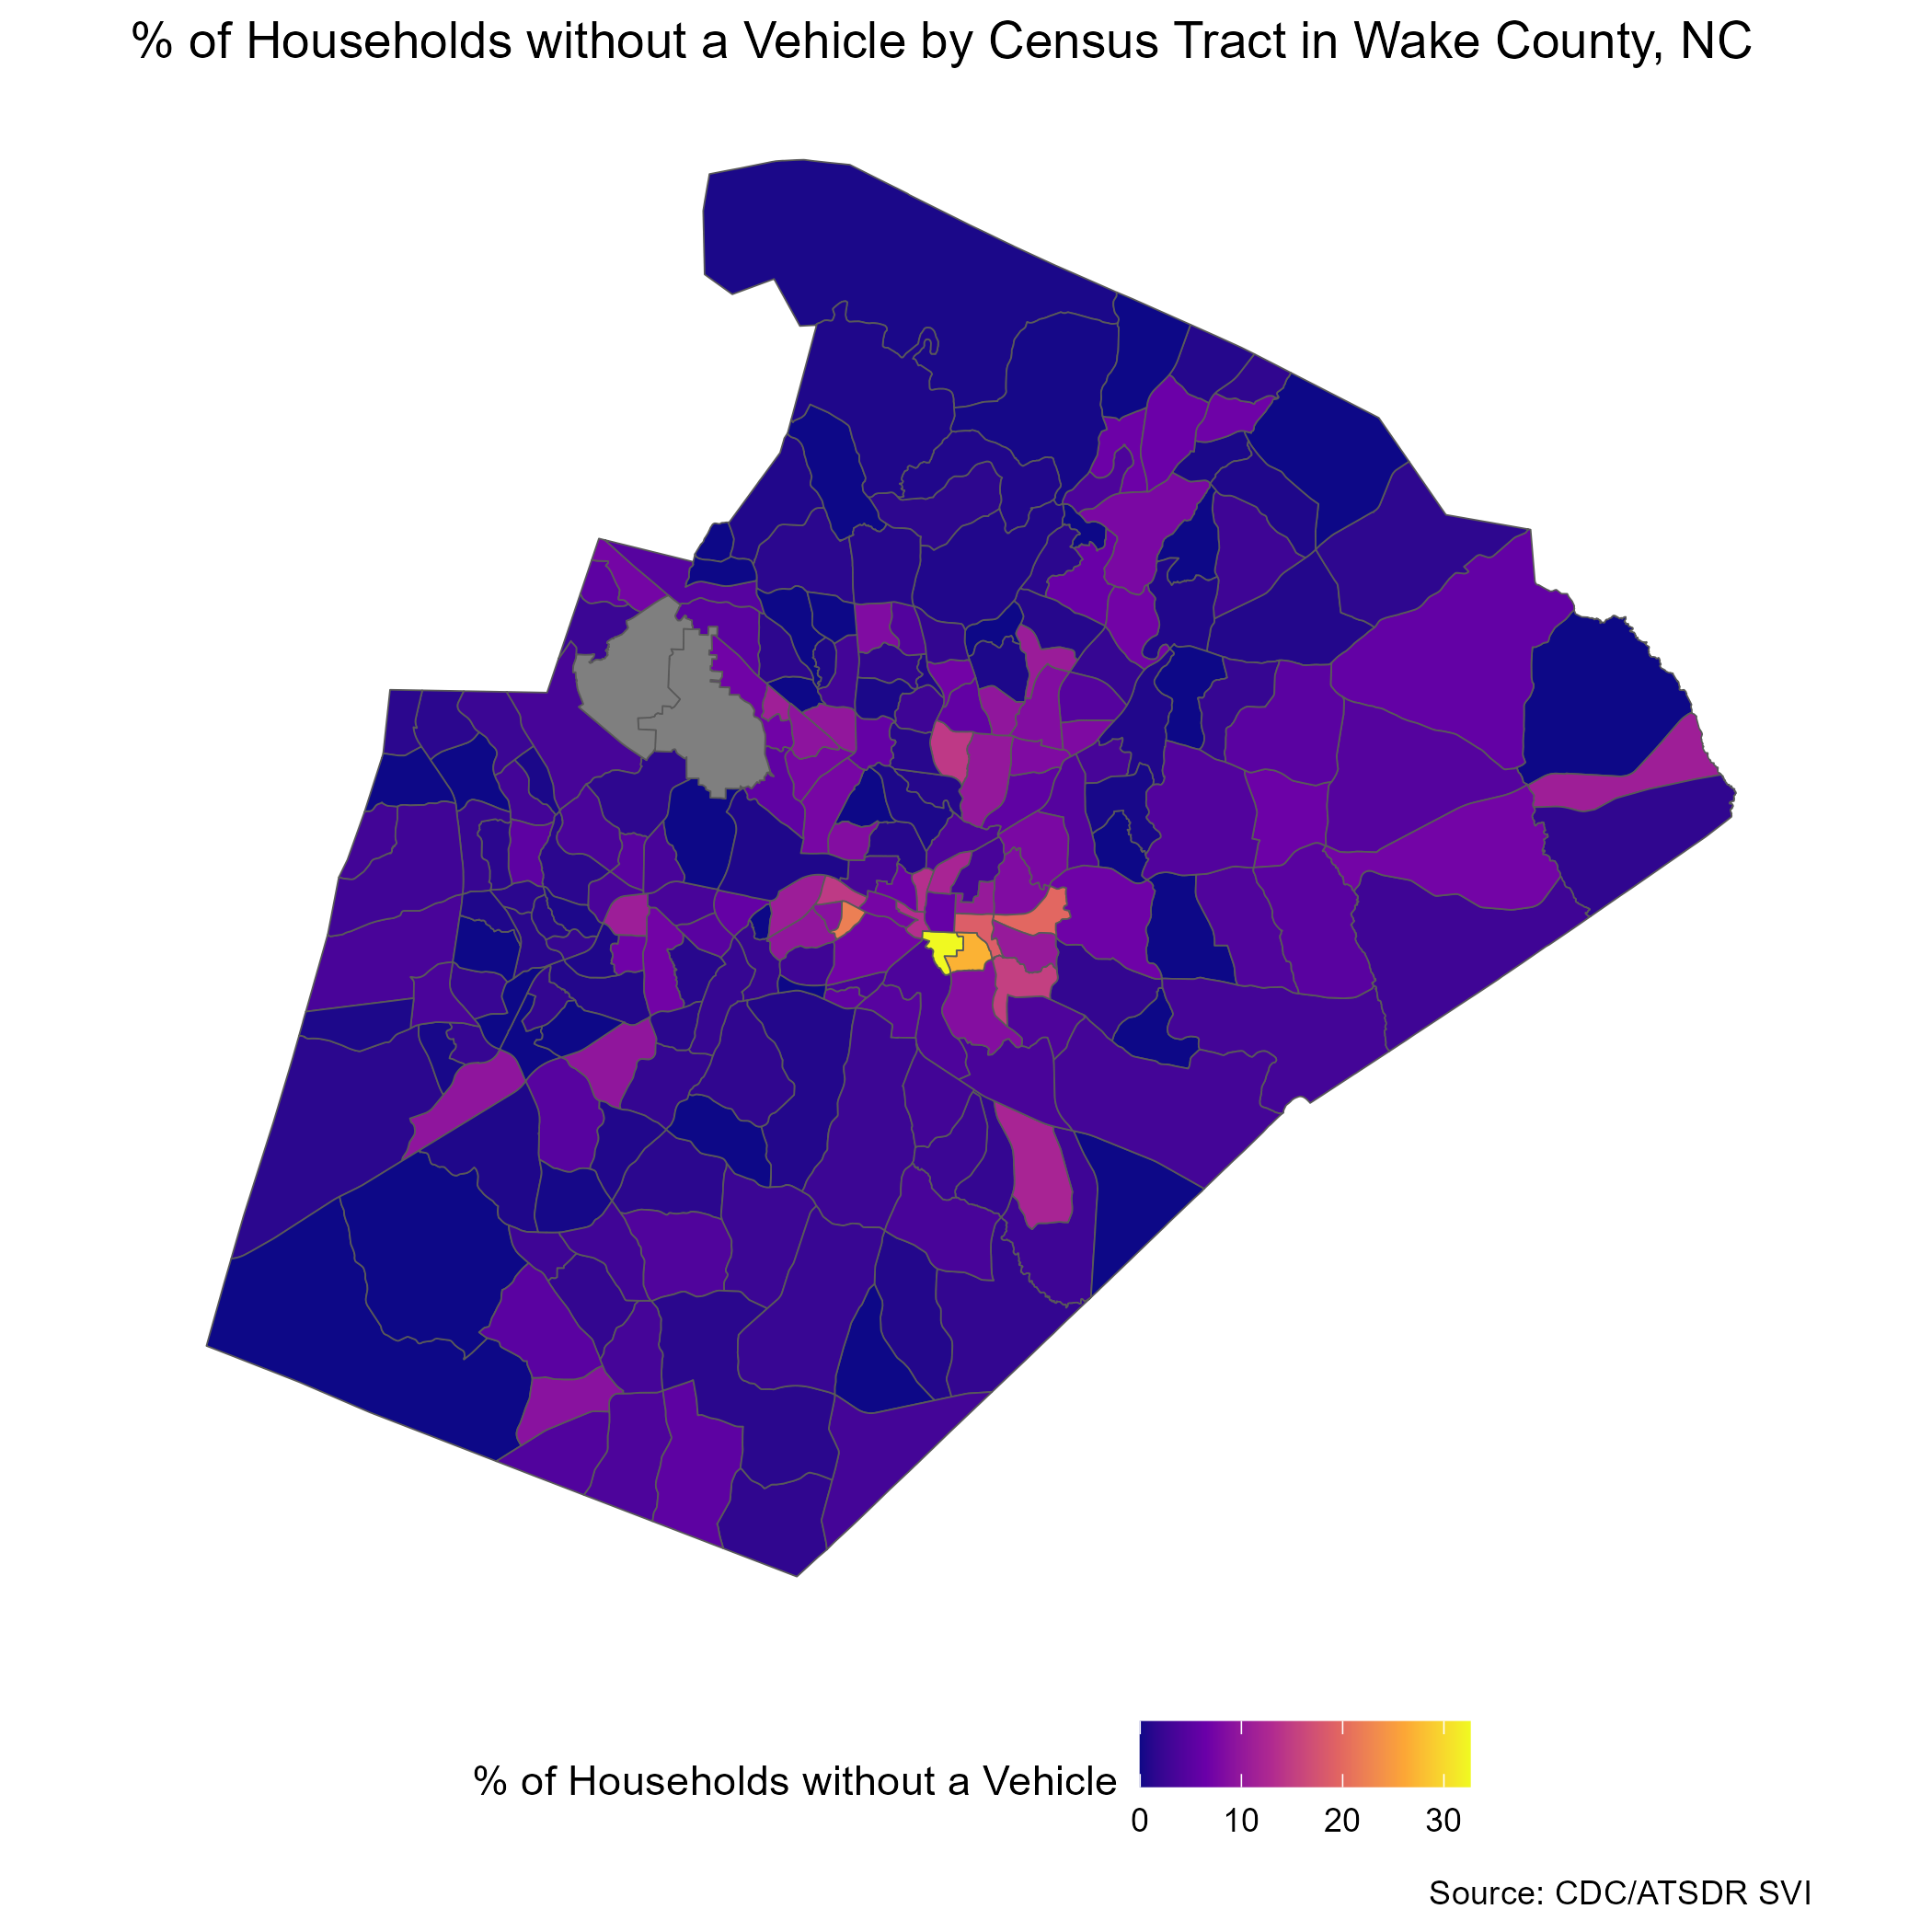 % of Households without a Vehicle by Census Tract in Wake County, NC
% of Households without a Vehicle
0 10 20 30
Source: CDC/ATSDR SVI